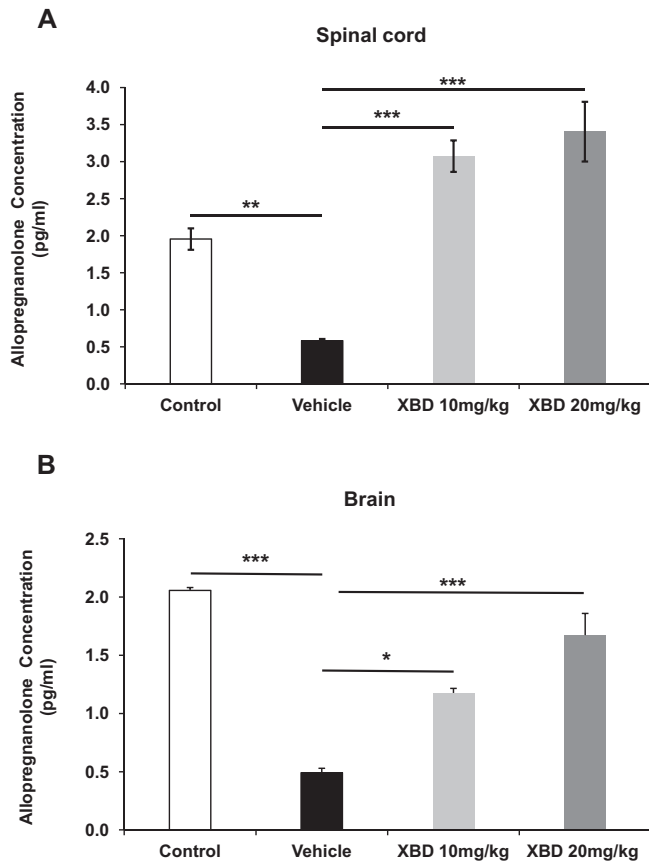 A
Spinal cord
Allopregnanolone Concentration
(pg/ml)
4.0
3.5
3.0
2.5
2.0
1.5
1.0
0.5
0.0
**
***
***
Control
Vehicle
XBD 10mg/kg
XBD 20mg/kg
B
Brain
Allopregnanolone Concentration
(pg/ml)
2.5
2.0
1.5
1.0
0.5
0.0
***
*
***
Control
Vehicle
XBD 10mg/kg
XBD 20mg/kg